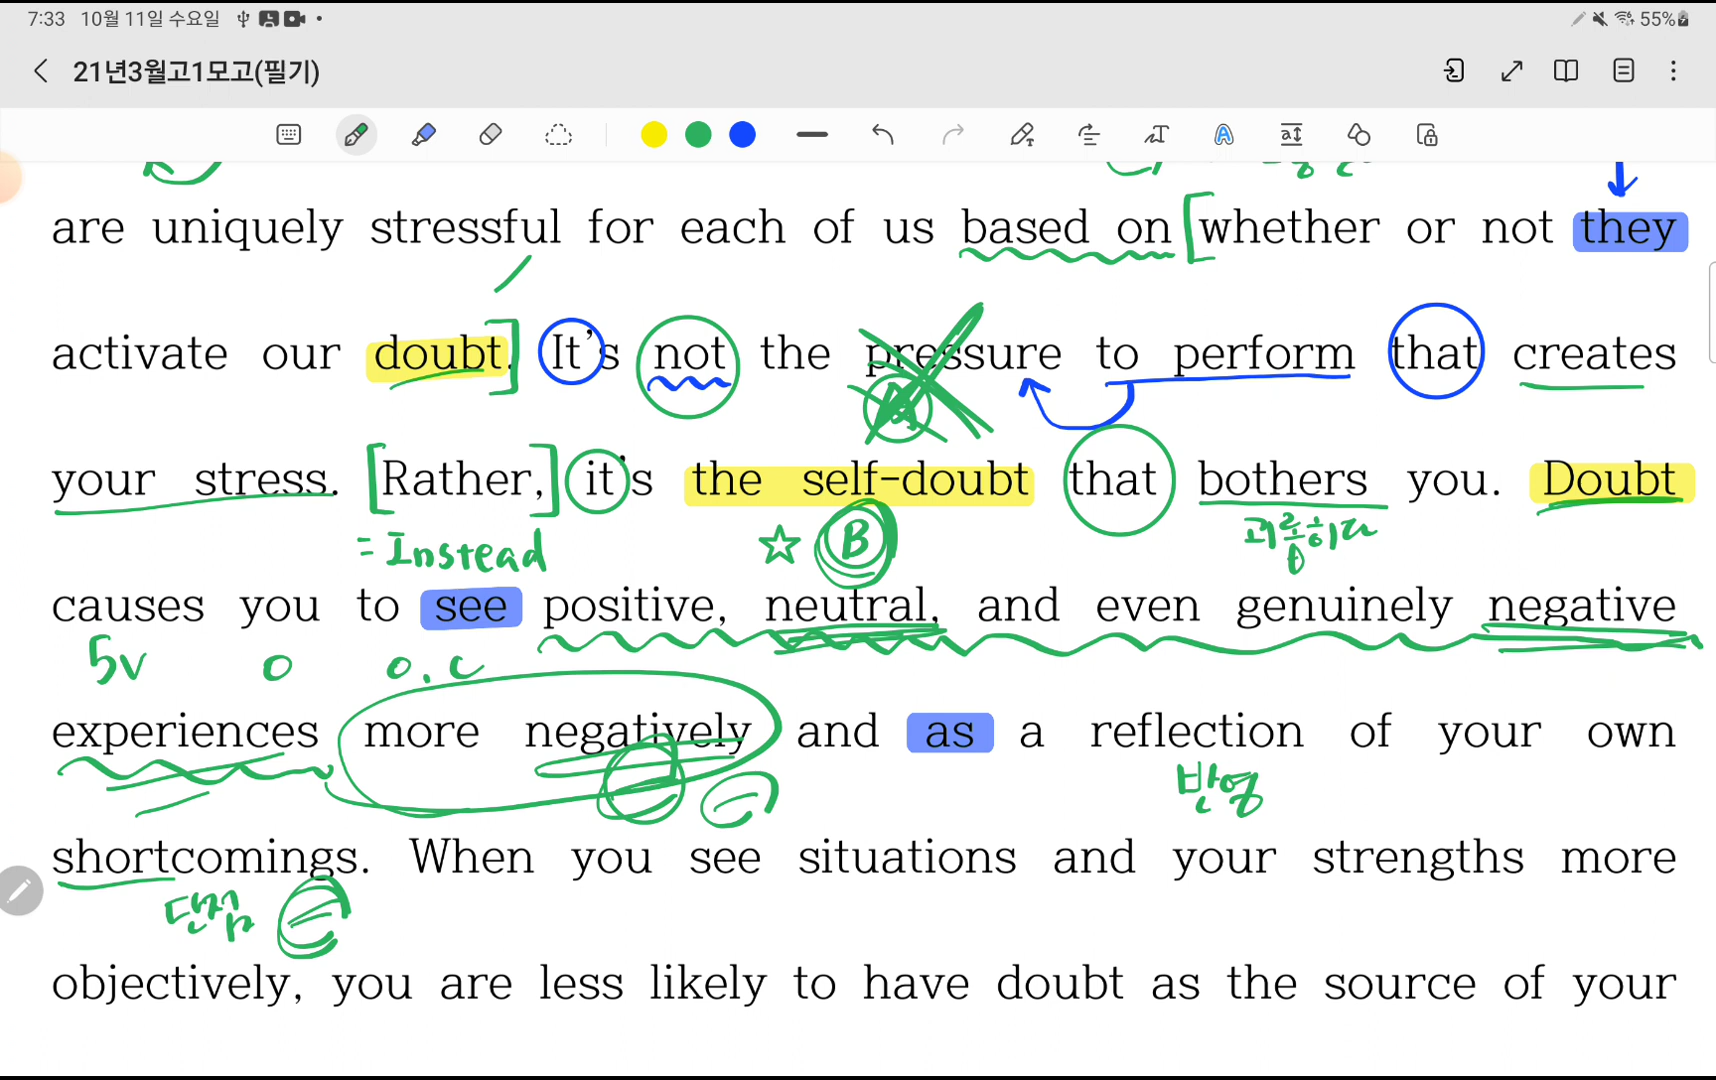 7:33 10월 11일 수요일
55%
21년3월고1모고(필기)
are uniquely stressful for each of us based on [whether or not they
activate our doubt.] It's not the pressure to perform that creates
your stress. [Rather,] it's the self-doubt that bothers you. Doubt
= Instead ☆ B 괴롭히다
causes you to see positive, neutral, and even genuinely negative
5V O O.C
experiences more negatively and as a reflection of your own
반영
shortcomings. When you see situations and your strengths more
단점
objectively, you are less likely to have doubt as the source of your